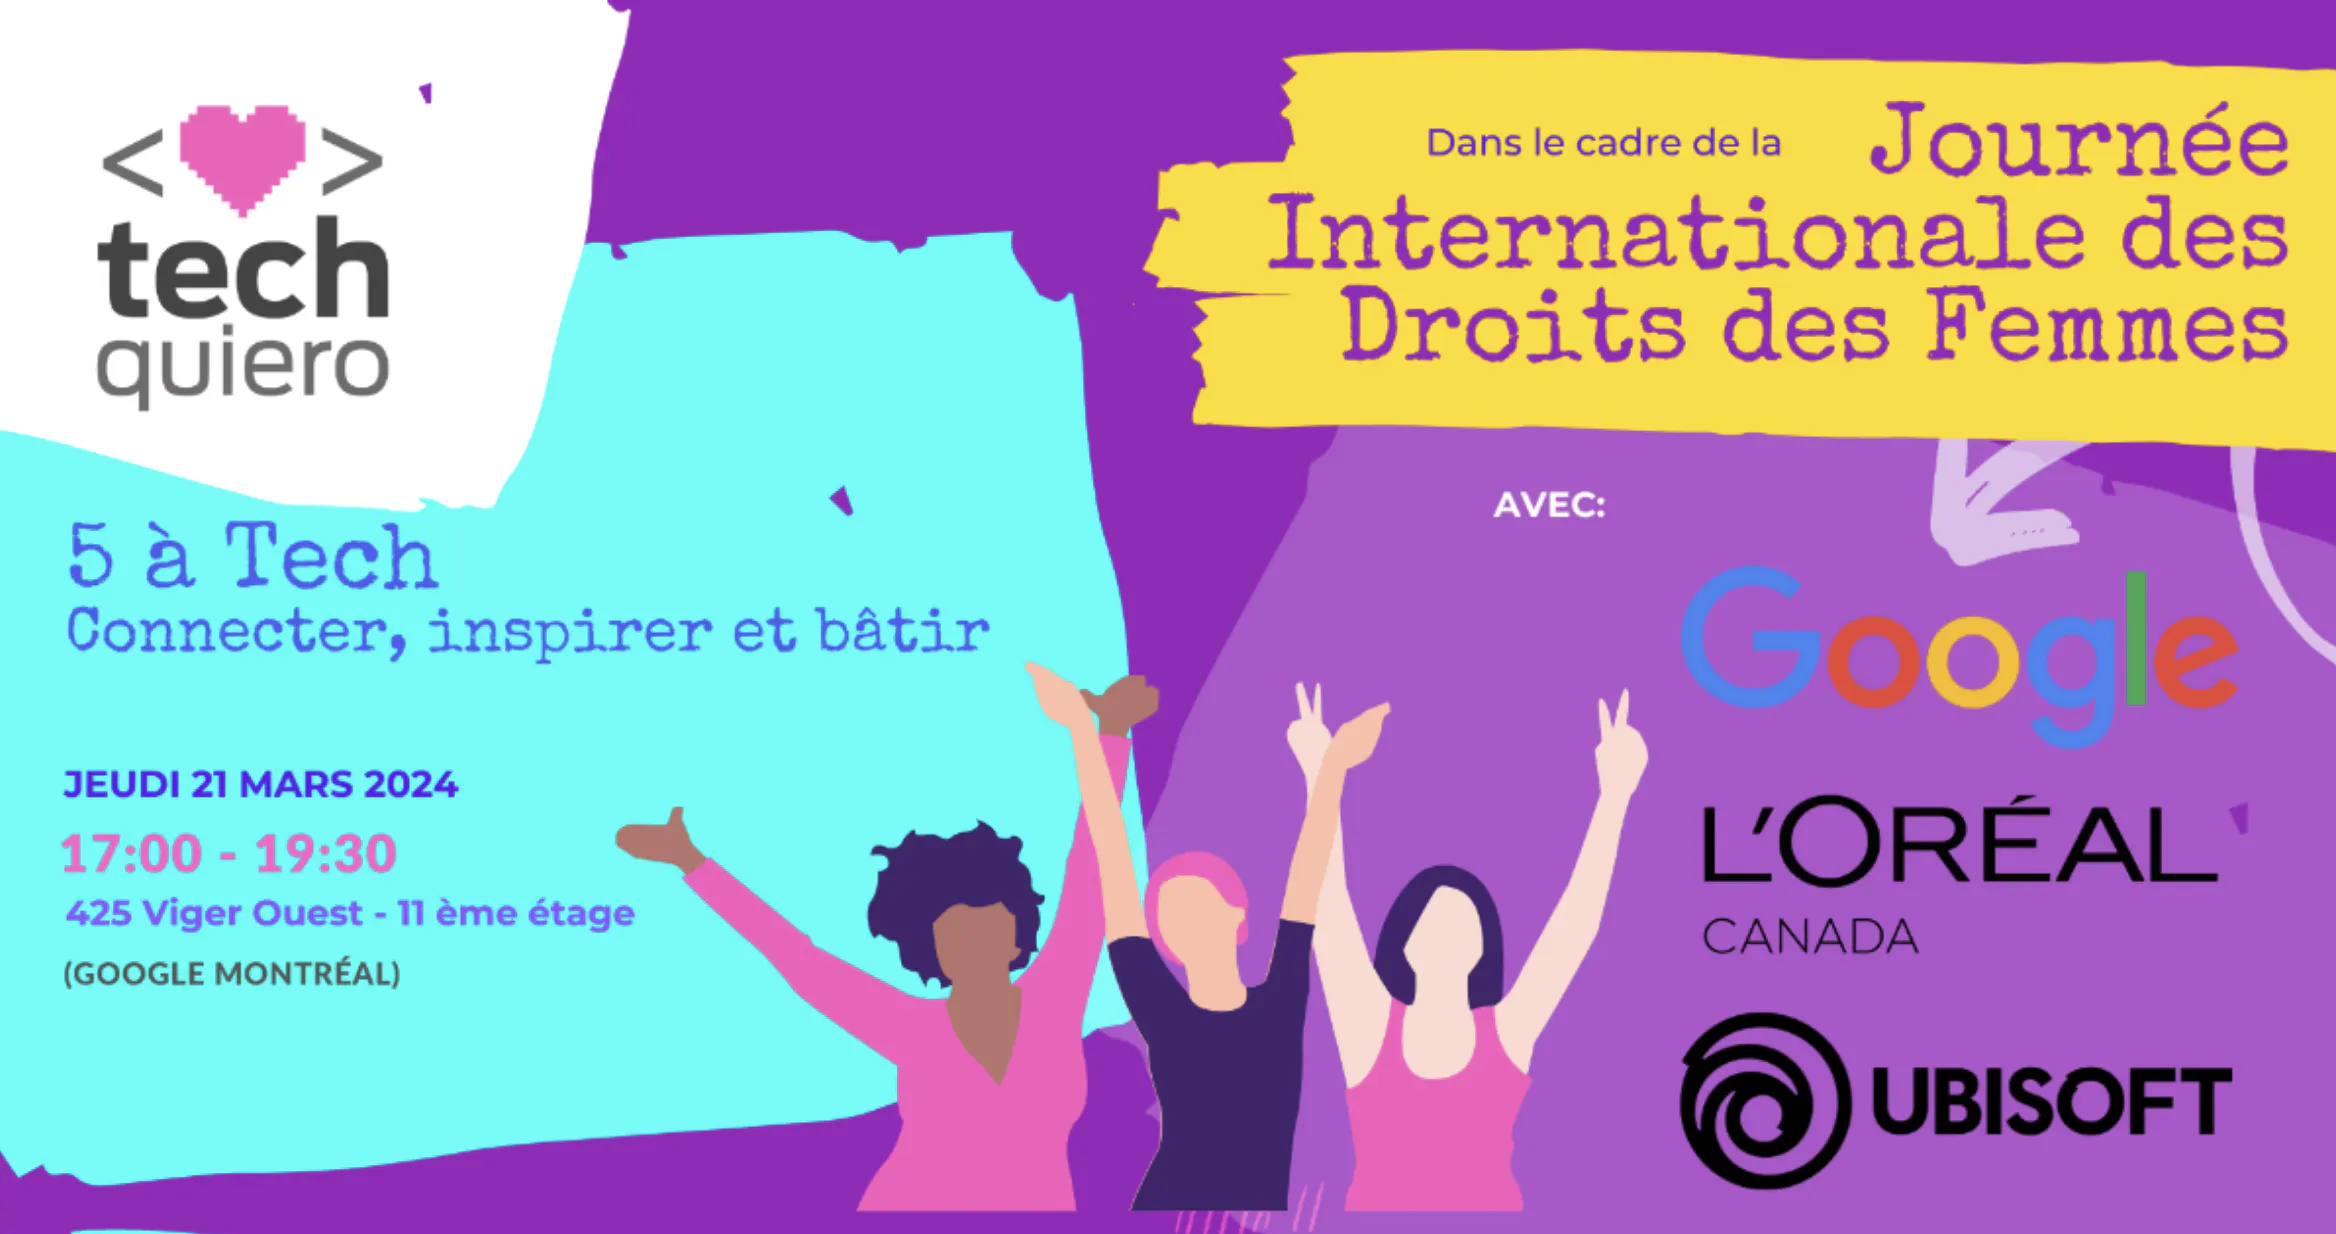 < >
tech
quiero
Dans le cadre de la Journée
Internationale des
Droits des Femmes
5 à Tech
Connecter, inspirer et bâtir
JEUDI 21 MARS 2024
17:00 - 19:30
425 Viger Ouest - 11 ème étage
(GOOGLE MONTRÉAL)
AVEC:
Google
L'ORÉAL
CANADA
UBISOFT